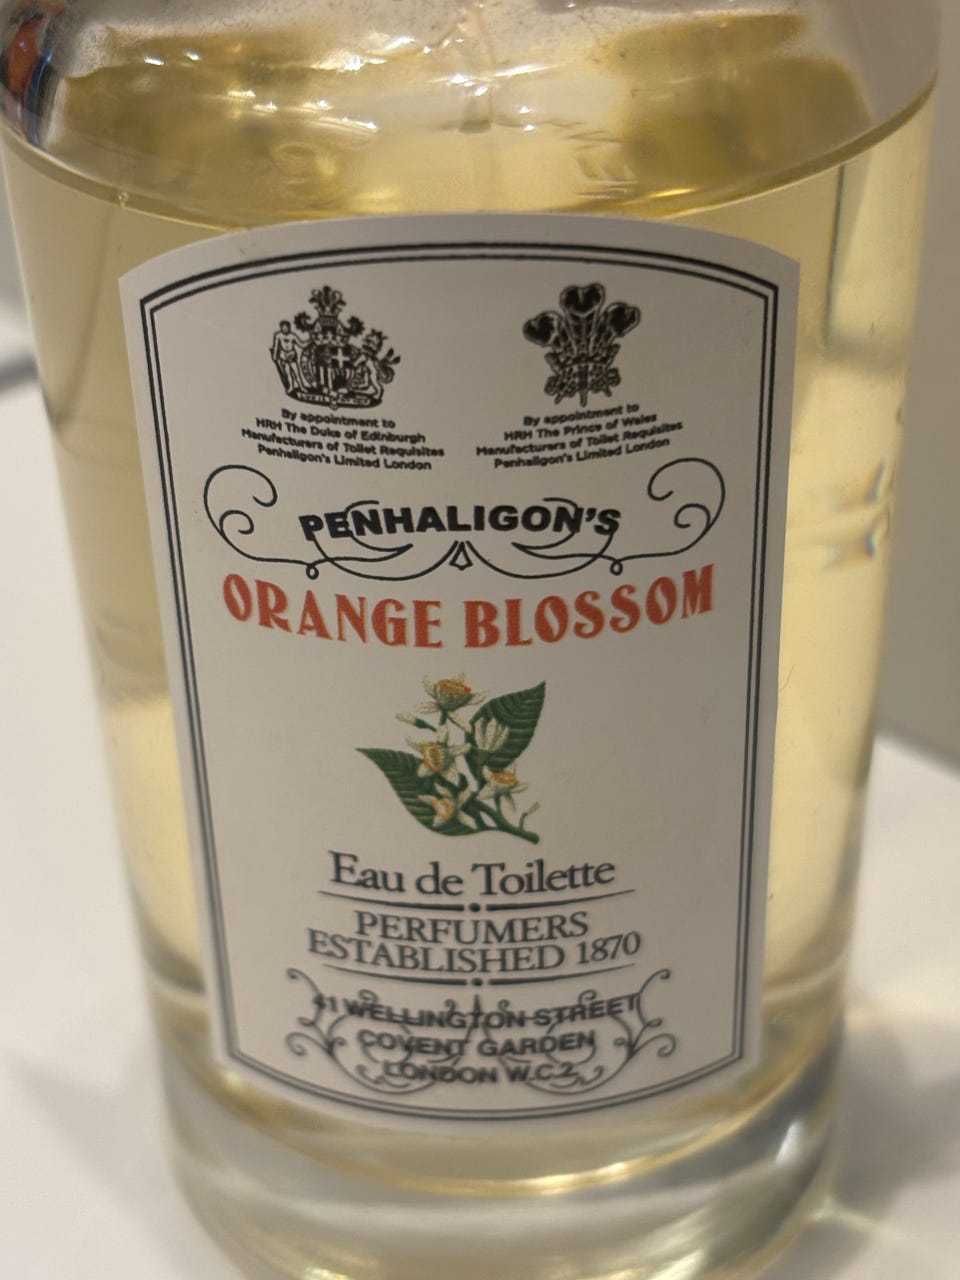 By appointment to
HRH The Duke of Edinburgh
Manufacturers of Toilet Requisites
Penhaligon's Limited London
By appointment to
HRH The Prince of Wales
Manufacturers of Toilet Requisites
Penhaligon's Limited London
PENHALIGON'S
ORANGE BLOSSOM
Eau de Toilette
PERFUMERS
ESTABLISHED 1870
41 WELLINGTON STREET
COVENT GARDEN
LONDON W.C.2.